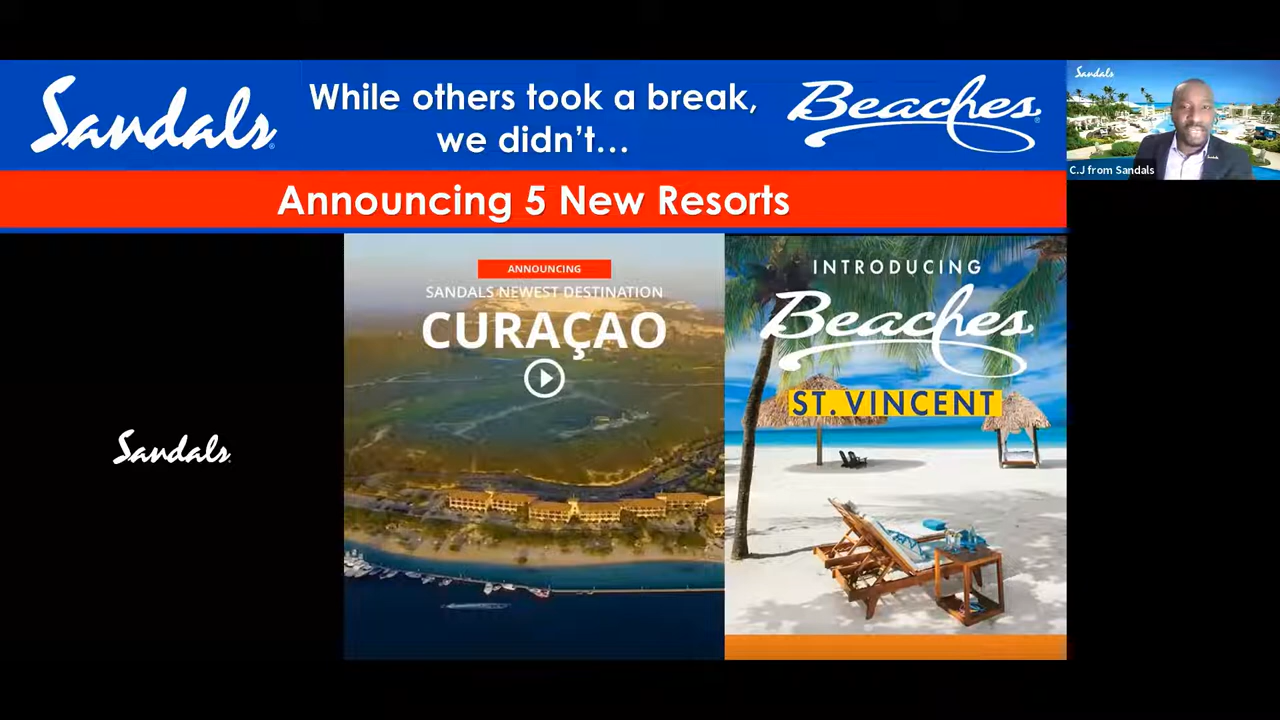 Sandals
While others took a break,
we didn't...
Beaches
Sandals
C.J from Sandals
Announcing 5 New Resorts
ANNOUNCING
SANDALS NEWEST DESTINATION
CURAÇAO
INTRODUCING
Beaches
ST. VINCENT
Sandals